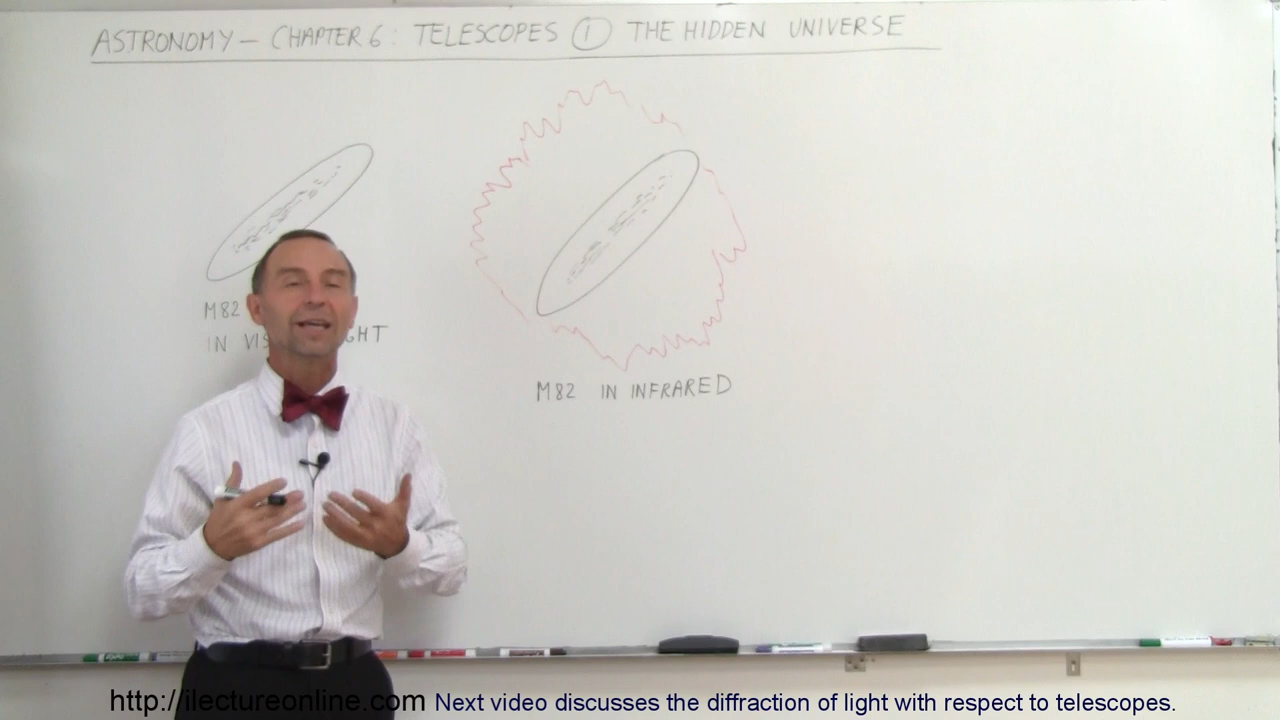 ASTRONOMY – CHAPTER 6: TELESCOPES ① THE HIDDEN UNIVERSE
M82
IN VIS GHT
M82 IN INFRARED
http://ilectureonline.com Next video discusses the diffraction of light with respect to telescopes.